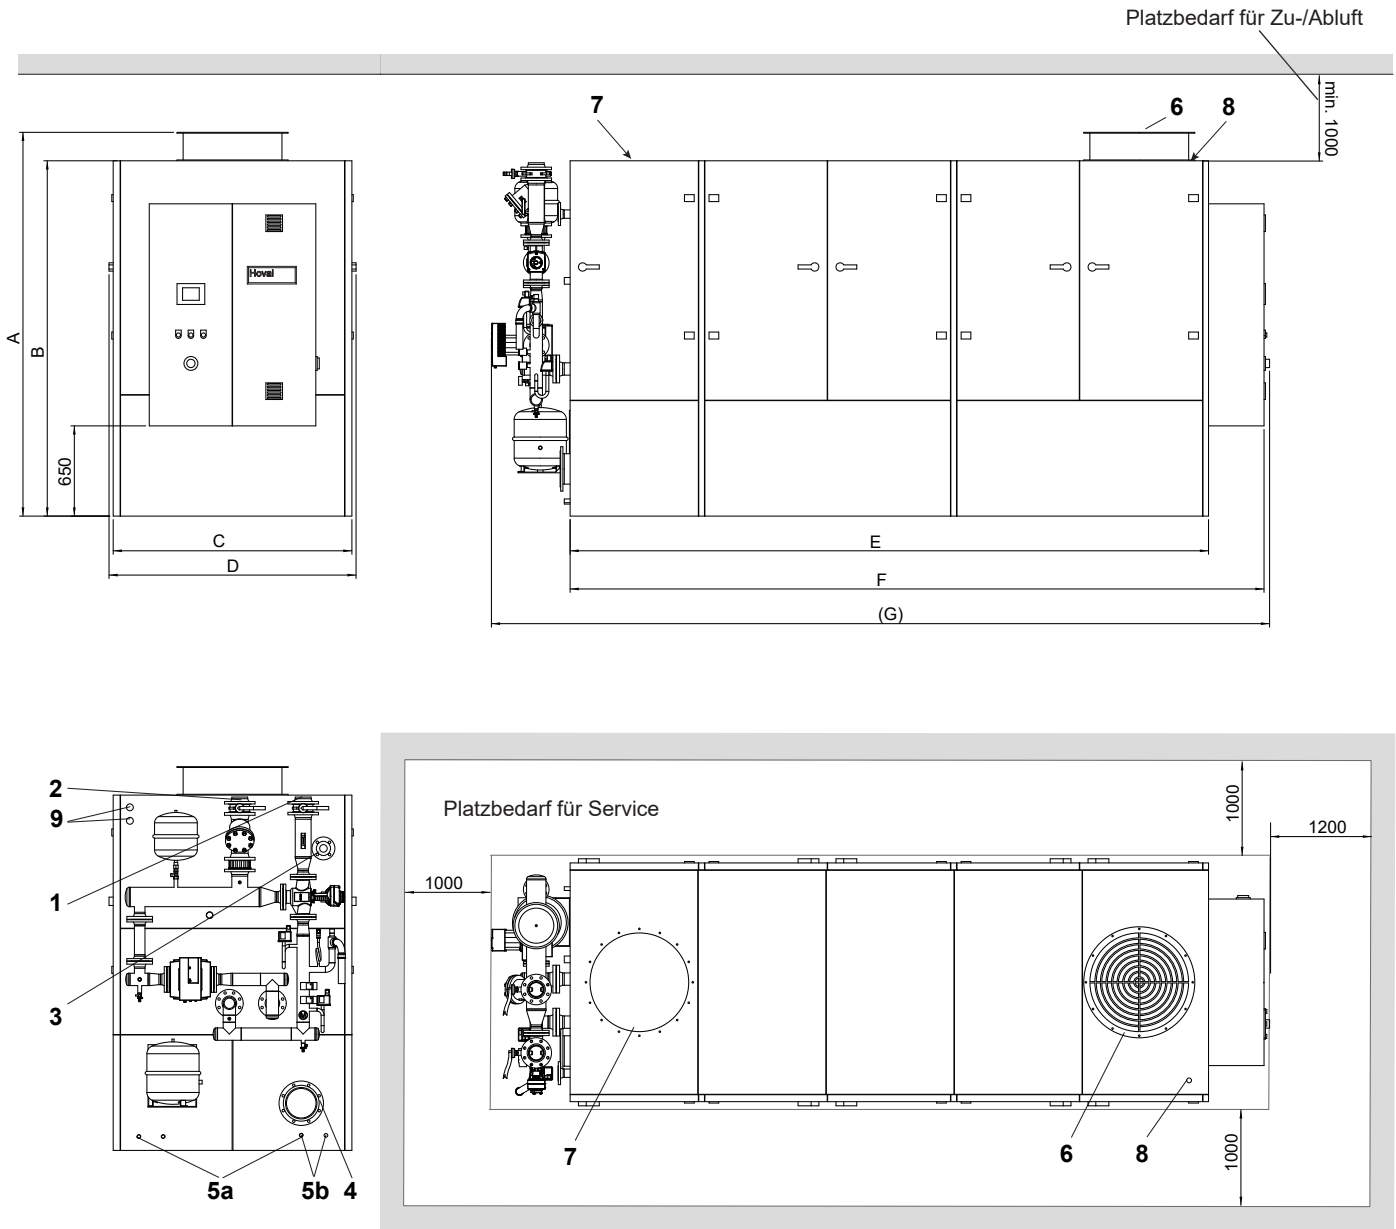 Platzbedarf für Zu-/Abluft
min. 1000
7
6
8
Hoval
A
B
650
C
D
E
F
(G)
2
9
1
3
5a
5b
4
Platzbedarf für Service
1000
1200
1000
7
6
8
1000